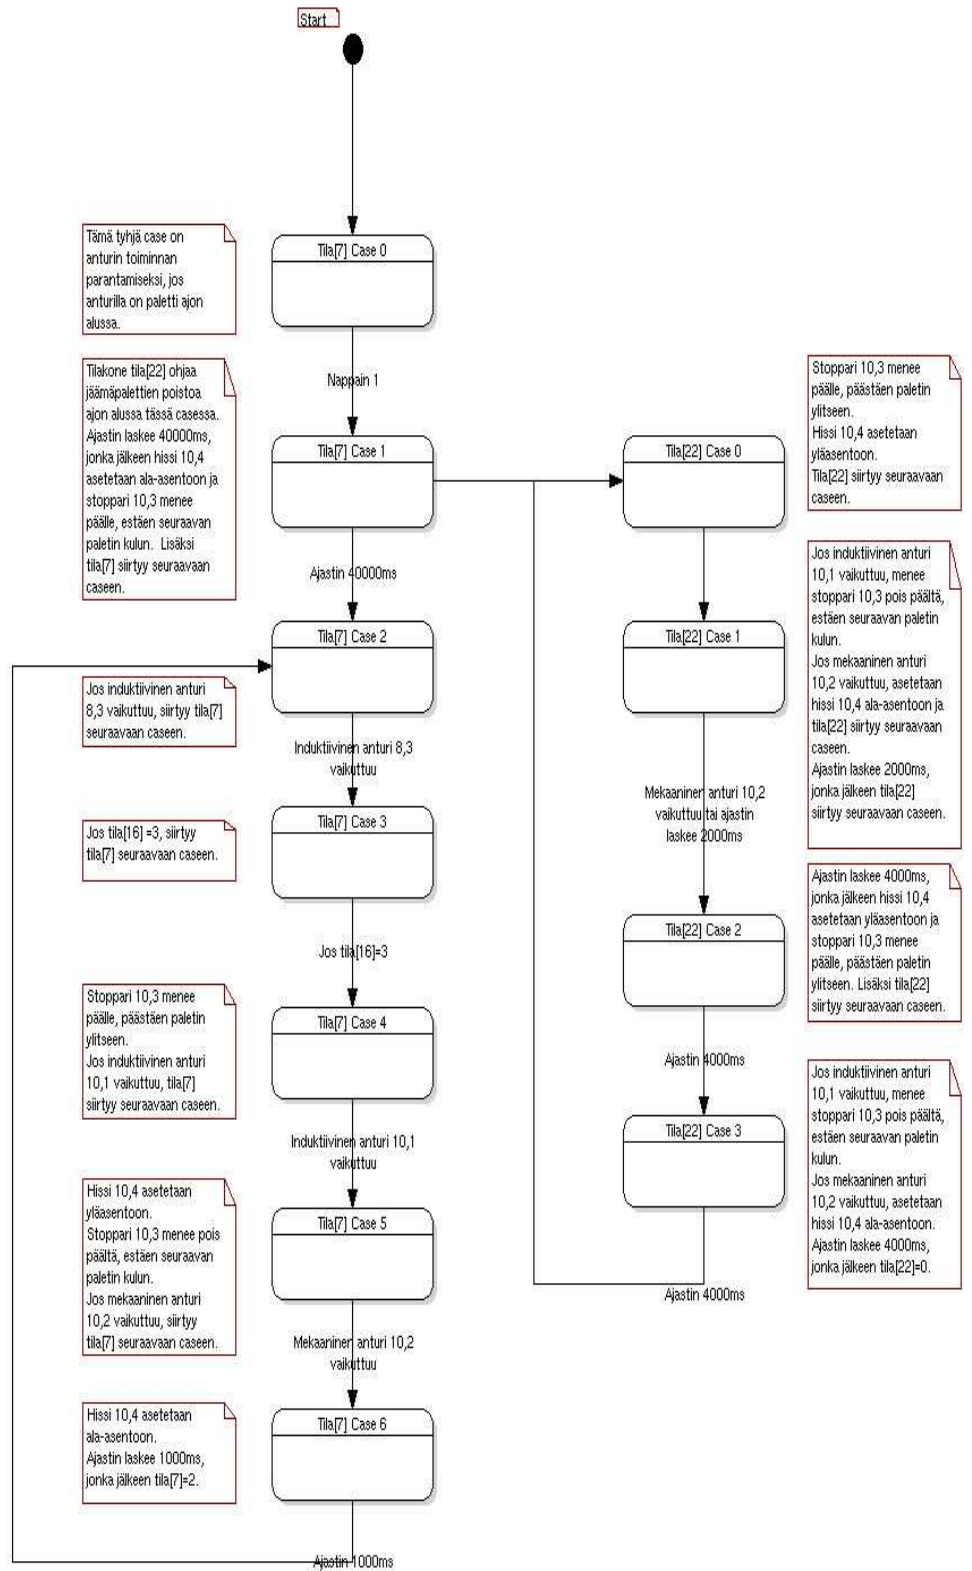 Start
Tämä tyhjä case on
anturin toiminnan
parantamiseksi, jos
anturilla on paletti ajon
alussa.
Tila[7] Case 0
Nappain 1
Tilakone tila[22] ohjaa
jäämäpalettien poistoa
ajon alussa tässä casessa.
Ajastin laskee 40000ms,
jonka jälkeen hissi 10,4
asetetaan ala-asentoon ja
stoppari 10,3 menee
päälle, estäen seuraavan
paletin kulun. Lisäksi
tila[7] siirtyy seuraavaan
caseen.
Tila[7] Case 1
Ajastin 40000ms
Tila[7] Case 2
Jos induktiivinen anturi
8,3 vaikuttuu, siirtyy tila[7]
seuraavaan caseen.
Induktiivinen anturi 8,3
vaikuttuu
Tila[7] Case 3
Jos tila[16] =3, siirtyy
tila[7] seuraavaan caseen.
Jos tila[16]=3
Stoppari 10,3 menee
päälle, päästäen paletin
ylitseen.
Jos induktiivinen anturi
10,1 vaikuttuu, tila[7]
siirtyy seuraavaan caseen.
Tila[7] Case 4
Induktiivinen anturi 10,1
vaikuttuu
Hissi 10,4 asetetaan
yläasentoon.
Stoppari 10,3 menee pois
päältä, estäen seuraavan
paletin kulun.
Jos mekaaninen anturi
10,2 vaikuttuu, siirtyy
tila[7] seuraavaan caseen.
Tila[7] Case 5
Mekaaninen anturi 10,2
vaikuttuu
Hissi 10,4 asetetaan
ala-asentoon.
Ajastin laskee 1000ms,
jonka jälkeen tila[7]=2.
Tila[7] Case 6
Ajastin 1000ms
Stoppari 10,3 menee
päälle, päästäen paletin
ylitseen.
Hissi 10,4 asetetaan
yläasentoon.
Tila[22] siirtyy seuraavaan
caseen.
Tila[22] Case 0
Jos induktiivinen anturi
10,1 vaikuttuu, menee
stoppari 10,3 pois päältä,
estäen seuraavan paletin
kulun.
Jos mekaaninen anturi
10,2 vaikuttuu, asetetaan
hissi 10,4 ala-asentoon ja
tila[22] siirtyy seuraavaan
caseen.
Ajastin laskee 2000ms,
jonka jälkeen tila[22]
siirtyy seuraavaan caseen.
Tila[22] Case 1
Mekaaninen anturi 10,2
vaikuttuu tai ajastin
laskee 2000ms
Ajastin laskee 4000ms,
jonka jälkeen hissi 10,4
asetetaan yläasentoon ja
stoppari 10,3 menee
päälle, päästäen paletin
ylitseen. Lisäksi tila[22]
siirtyy seuraavaan caseen.
Tila[22] Case 2
Ajastin 4000ms
Jos induktiivinen anturi
10,1 vaikuttuu, menee
stoppari 10,3 pois päältä,
estäen seuraavan paletin
kulun.
Jos mekaaninen anturi
10,2 vaikuttuu, asetetaan
hissi 10,4 ala-asentoon.
Ajastin laskee 4000ms,
jonka jälkeen tila[22]=0.
Tila[22] Case 3
Ajastin 4000ms